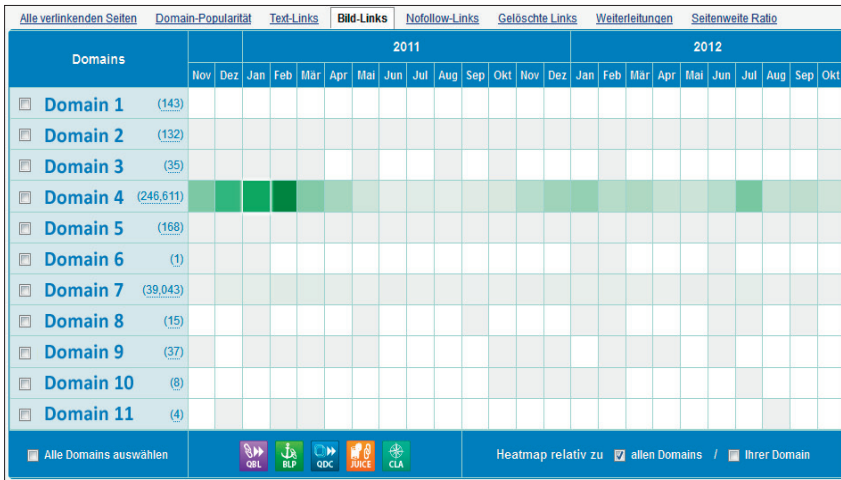 Alle verlinkenden Seiten Domain-Popularität Text-Links Bild-Links Nofollow-Links Gelöschte Links Weiterleitungen Seitenweite Ratio
Domains 2011 2012
Nov Dez Jan Feb Mär Apr Mai Jun Jul Aug Sep Okt Nov Dez Jan Feb Mär Apr Mai Jun Jul Aug Sep Okt
Domain 1 (143)
Domain 2 (132)
Domain 3 (35)
Domain 4 (246,611)
Domain 5 (168)
Domain 6 (1)
Domain 7 (39,043)
Domain 8 (15)
Domain 9 (37)
Domain 10 (8)
Domain 11 (4)
Alle Domains auswählen QBL BLP QDC JUICE CLA Heatmap relativ zu allen Domains / Ihrer Domain